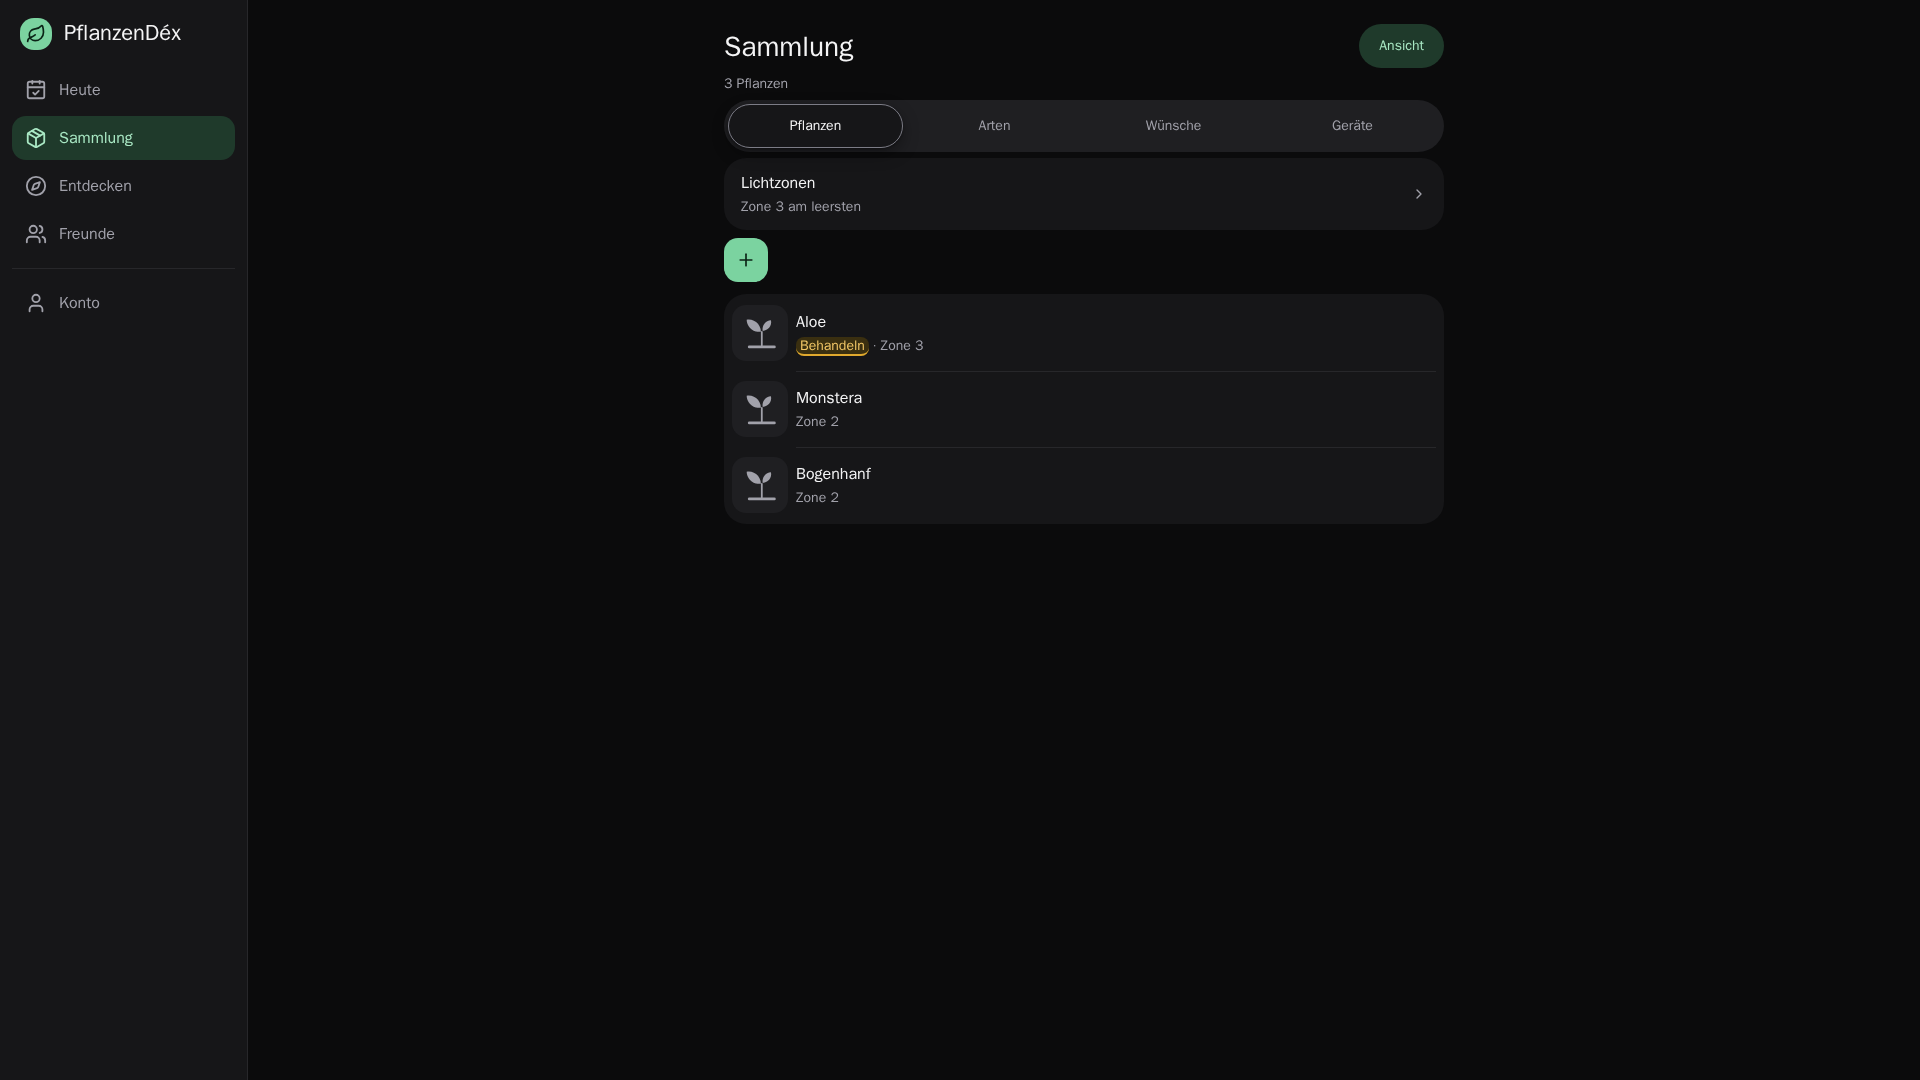 PflanzenDéx
Heute
Sammlung
Entdecken
Freunde
Konto
Sammlung
Ansicht
3 Pflanzen
Pflanzen
Arten
Wünsche
Geräte
Lichtzonen
Zone 3 am leersten
Aloe
Behandeln · Zone 3
Monstera
Zone 2
Bogenhanf
Zone 2